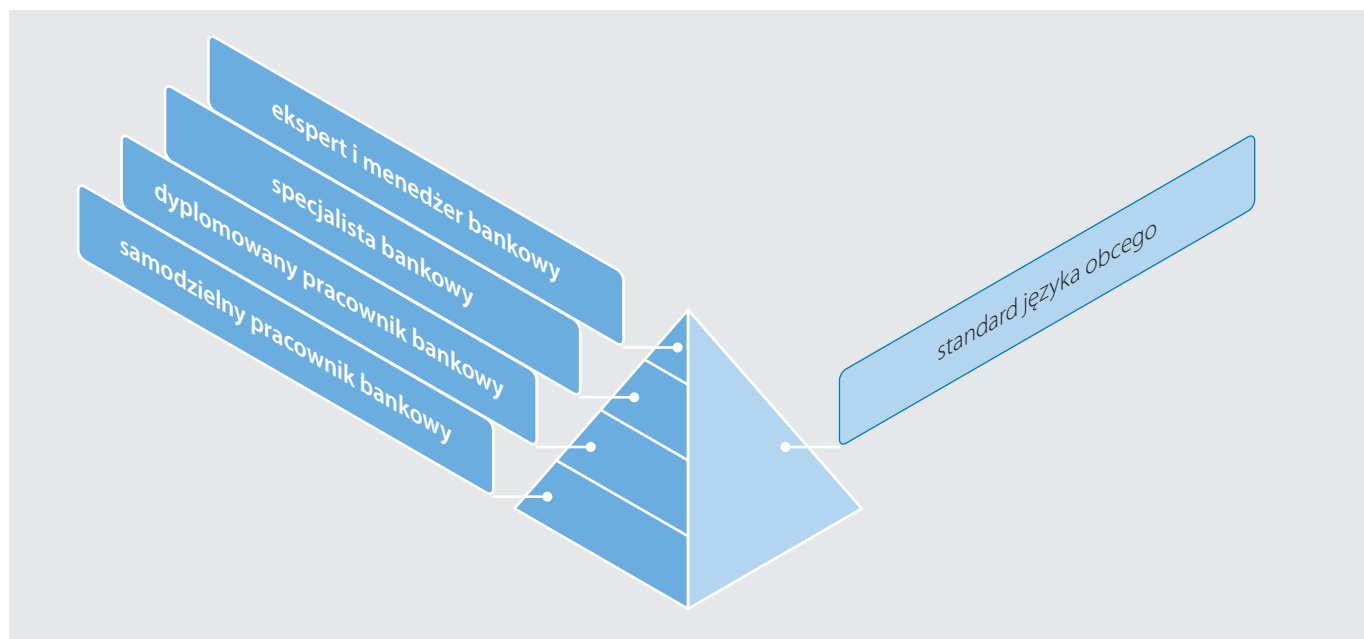 ekspert i menedżer bankowy
specjalista bankowy
dyplomowany pracownik bankowy
samodzielny pracownik bankowy
standard języka obcego